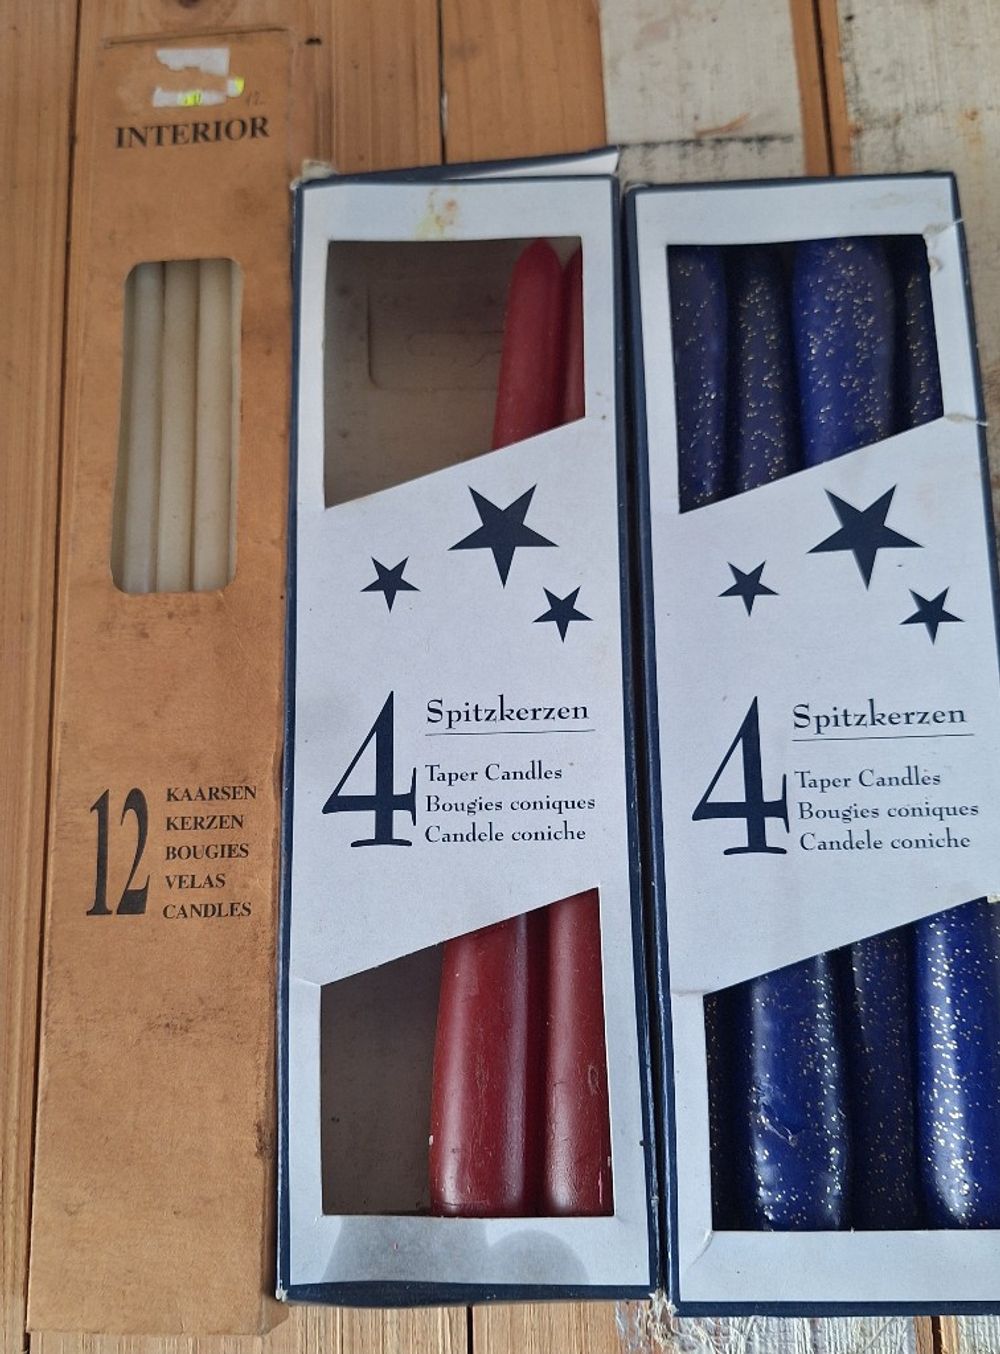 INTERIOR
12
KAARSEN
KERZEN
BOUGIES
VELAS
CANDLES
4
Spitzkerzen
Taper Candles
Bougies coniques
Candele coniche
4
Spitzkerzen
Taper Candles
Bougies coniques
Candele coniche